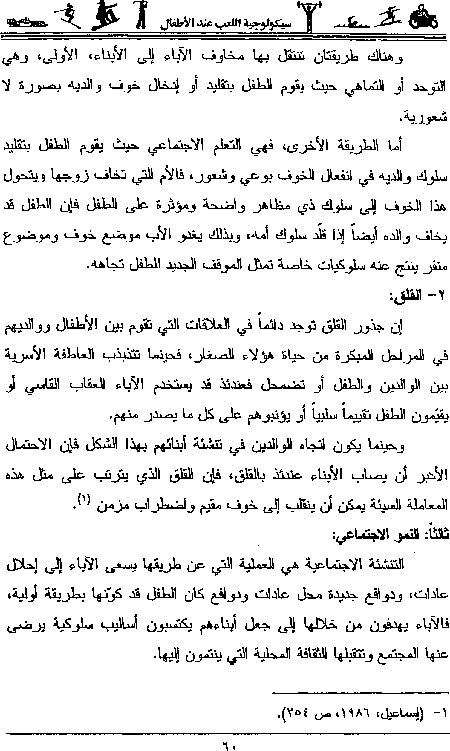 سيكولوجية اللعب عند الأطفال
وهناك طريقتان تنتقل بها مخاوف الآباء إلى الأبناء، الأولى، وهي
التوحد أو التماهي حيث يقوم الطفل بتقليد أو إدخال خوف والديه بصورة لا
شعورية.
أما الطريقة الأخرى، فهي التعلم الاجتماعي حيث يقوم الطفل بتقليد
سلوك والديه في انفعال الخوف بوعي وشعور، فالأم التي تخاف زوجها ويتحول
هذا الخوف إلى سلوك ذي مظاهر واضحة ومؤثرة على الطفل فإن الطفل قد
يخاف والده أيضاً إذا قلّد سلوك أمه، وبذلك يغدو الأب موضع خوف وموضوع
منفر ينتج عنه سلوكيات خاصة تمثل الموقف الجديد للطفل تجاهه.
٢- القلق:
إن جذور القلق توجد دائماً في العلاقات التي تقوم بين الأطفال ووالديهم
في المراحل المبكرة من حياة هؤلاء الصغار، فحينما تتذبذب العاطفة الأسرية
بين الوالدين والطفل أو تضمحل فعندئذ قد يستخدم الآباء العقاب القاسي أو
يقيّمون الطفل تقييماً سلبياً أو يؤنبوهم على كل ما يصدر منهم.
وحينما يكون اتجاه الوالدين في تنشئة أبنائهم بهذا الشكل فإن الاحتمال
الأكبر أن يصاب الأبناء عندئذ بالقلق، فإن القلق الذي يترتب على مثل هذه
المعاملة السيئة يمكن أن ينقلب إلى خوف مقيم واضطراب مزمن (١).
ثالثاً: النمو الاجتماعي:
التنشئة الاجتماعية هي العملية التي عن طريقها يسعى الآباء إلى إحلال
عادات، ودوافع جديدة محل عادات ودوافع كان الطفل قد كوّنها بطريقة أولية،
فالآباء يهدفون من خلالها إلى جعل أبناءهم يكتسبون أساليب سلوكية يرضى
عنها المجتمع وتتقبلها الثقافة المحلية التي ينتمون إليها.
١- (إسماعيل، ١٩٨٦، ص ٢٥٤).
٦٠